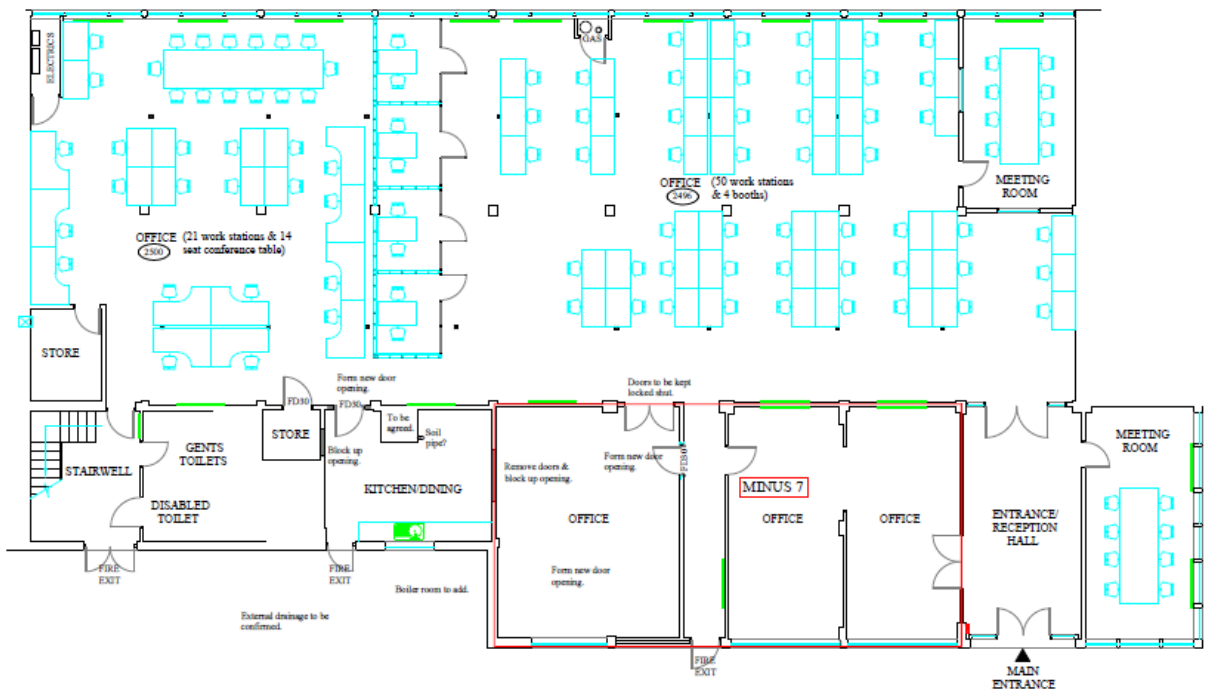 ELECTRICS
GAS
MEETING
ROOM
OFFICE (50 work stations
2496 & 4 booths)
OFFICE (21 work stations & 14
2500 seat conference table)
STORE
Form new door
opening.
Doors to be kept
locked shut.
FD30
FD30
To be
agreed.
Soil
pipe?
STORE
Block up
opening.
GENTS
TOILETS
STAIRWELL
DISABLED
TOILET
KITCHEN/DINING
Remove doors &
block up opening.
Form new door
opening.
FD30
MINUS 7
OFFICE
OFFICE
OFFICE
MEETING
ROOM
ENTRANCE/
RECEPTION
HALL
FIRE
EXIT
FIRE
EXIT
Form new door
opening.
Boiler room to add.
External drainage to be
confirmed.
FIRE
EXIT
MAIN
ENTRANCE